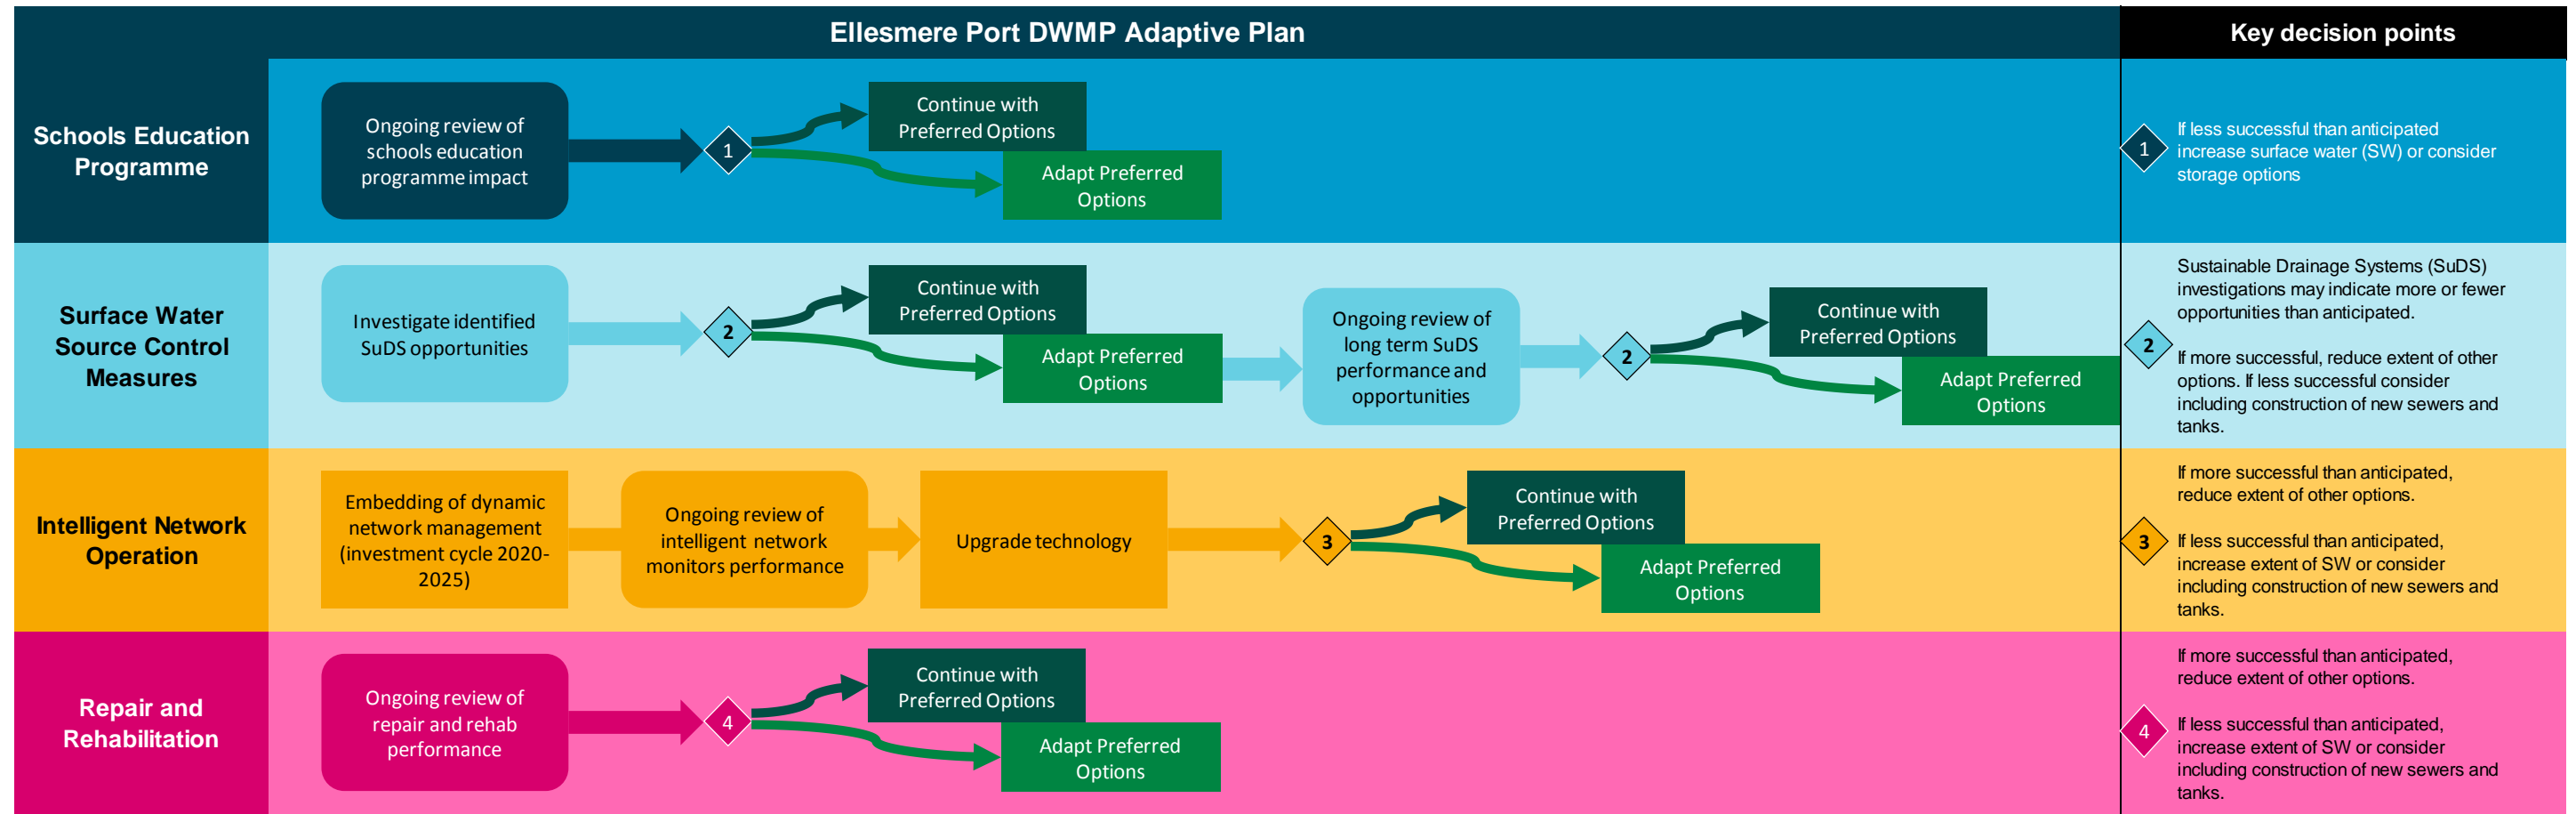 Ellesmere Port DWMP Adaptive Plan
Key decision points
Schools Education
Programme
Ongoing review of
schools education
programme impact
1
Continue with
Preferred Options
Adapt Preferred
Options
1
If less successful than anticipated
increase surface water (SW) or consider
storage options
Surface Water
Source Control
Measures
Investigate identified
SuDS opportunities
2
Continue with
Preferred Options
Adapt Preferred
Options
Ongoing review of
long term SuDS
performance and
opportunities
2
Continue with
Preferred Options
Adapt Preferred
Options
2
Sustainable Drainage Systems (SuDS)
investigations may indicate more or fewer
opportunities than anticipated.
If more successful, reduce extent of other
options. If less successful consider
including construction of new sewers and
tanks.
Intelligent Network
Operation
Embedding of dynamic
network management
(investment cycle 2020-
2025)
Ongoing review of
intelligent network
monitors performance
Upgrade technology
3
Continue with
Preferred Options
Adapt Preferred
Options
3
If more successful than anticipated,
reduce extent of other options.
If less successful than anticipated,
increase extent of SW or consider
including construction of new sewers and
tanks.
Repair and
Rehabilitation
Ongoing review of
repair and rehab
performance
4
Continue with
Preferred Options
Adapt Preferred
Options
4
If more successful than anticipated,
reduce extent of other options.
If less successful than anticipated,
increase extent of SW or consider
including construction of new sewers and
tanks.